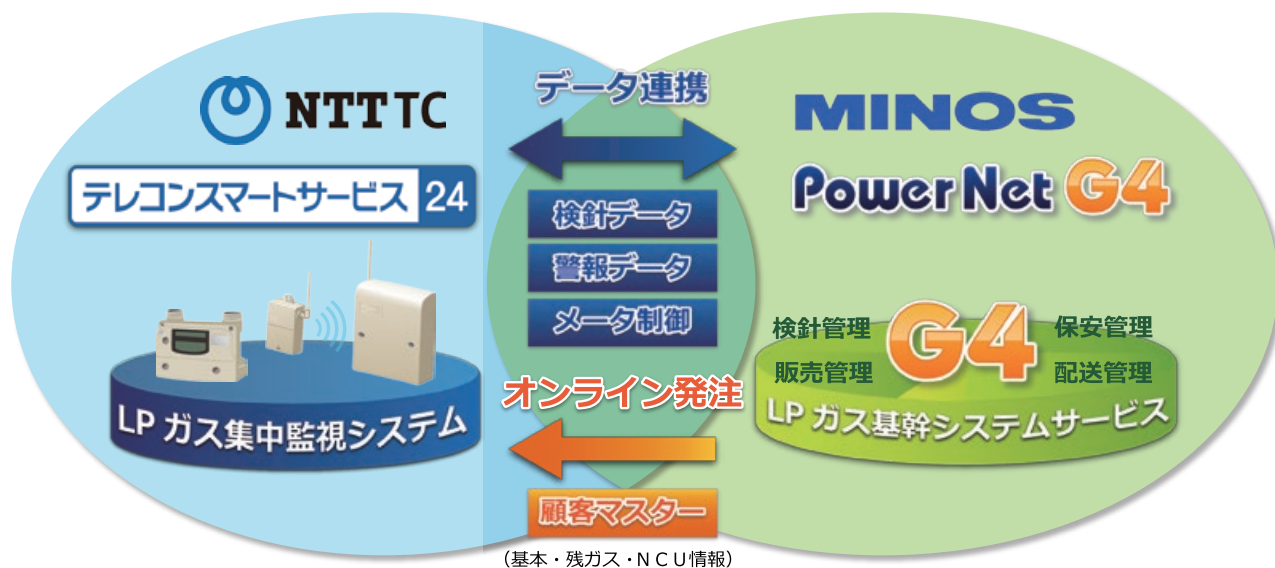 NTT TC
テレコンスマートサービス 24
LP ガス集中監視システム
データ連携
検針データ
警報データ
メータ制御
オンライン発注
顧客マスター
(基本・残ガス・NCU情報)
MINOS
PowerNet G4
検針管理
販売管理
G4
保安管理
配送管理
LP ガス基幹システムサービス